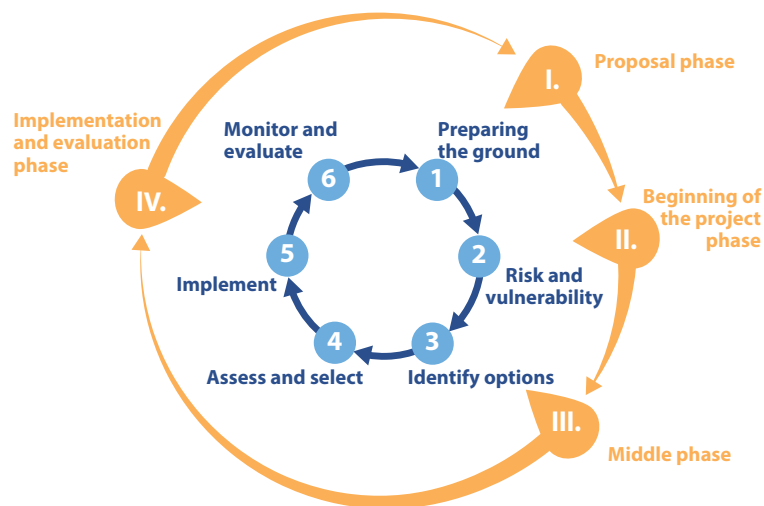 I.
Proposal phase
Implementation
and evaluation
phase
IV.
Monitor and
evaluate
6
Preparing
the ground
1
Beginning of
the project
phase
II.
5
Implement
2
Risk and
vulnerability
4
Assess and select
3
Identify options
III.
Middle phase